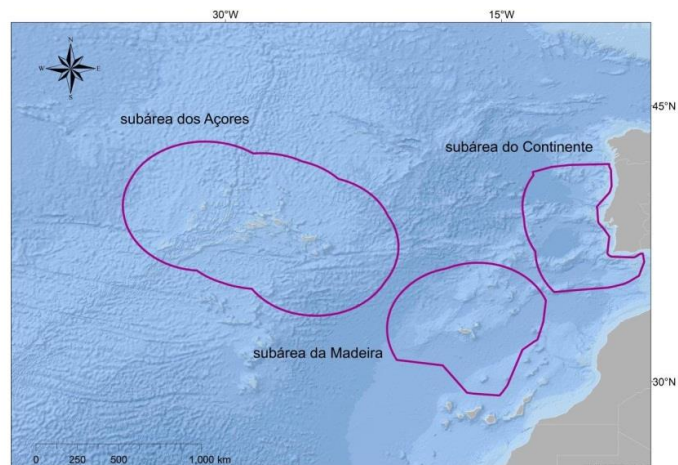 30°W 15°W
N
W E
S
subárea dos Açores
45°N
subárea do Continente
subárea da Madeira
30°N
0 250 500 1,000 km